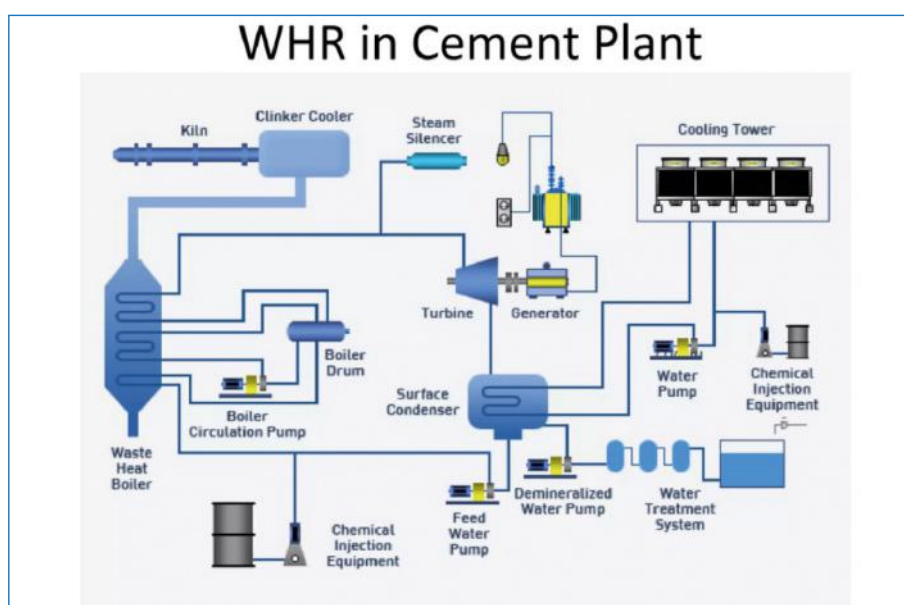 WHR in Cement Plant
Clinker Cooler
Kiln
Steam
Silencer
Cooling Tower
Turbine
Generator
Boiler
Drum
Boiler
Circulation Pump
Surface
Condenser
Water
Pump
Chemical
Injection
Equipment
Waste
Heat
Boiler
Chemical
Injection
Equipment
Feed
Water
Pump
Demineralized
Water Pump
Water
Treatment
System